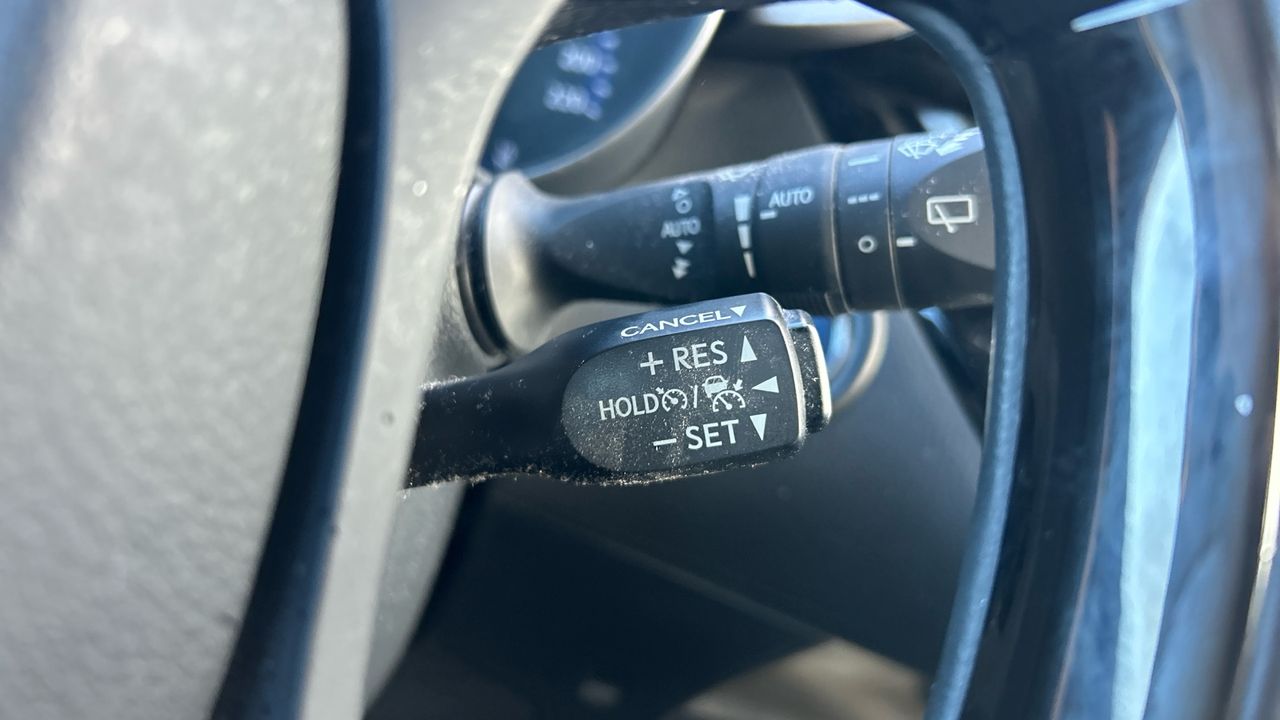 AUTO
AUTO
CANCEL
+ RES
HOLD /
– SET